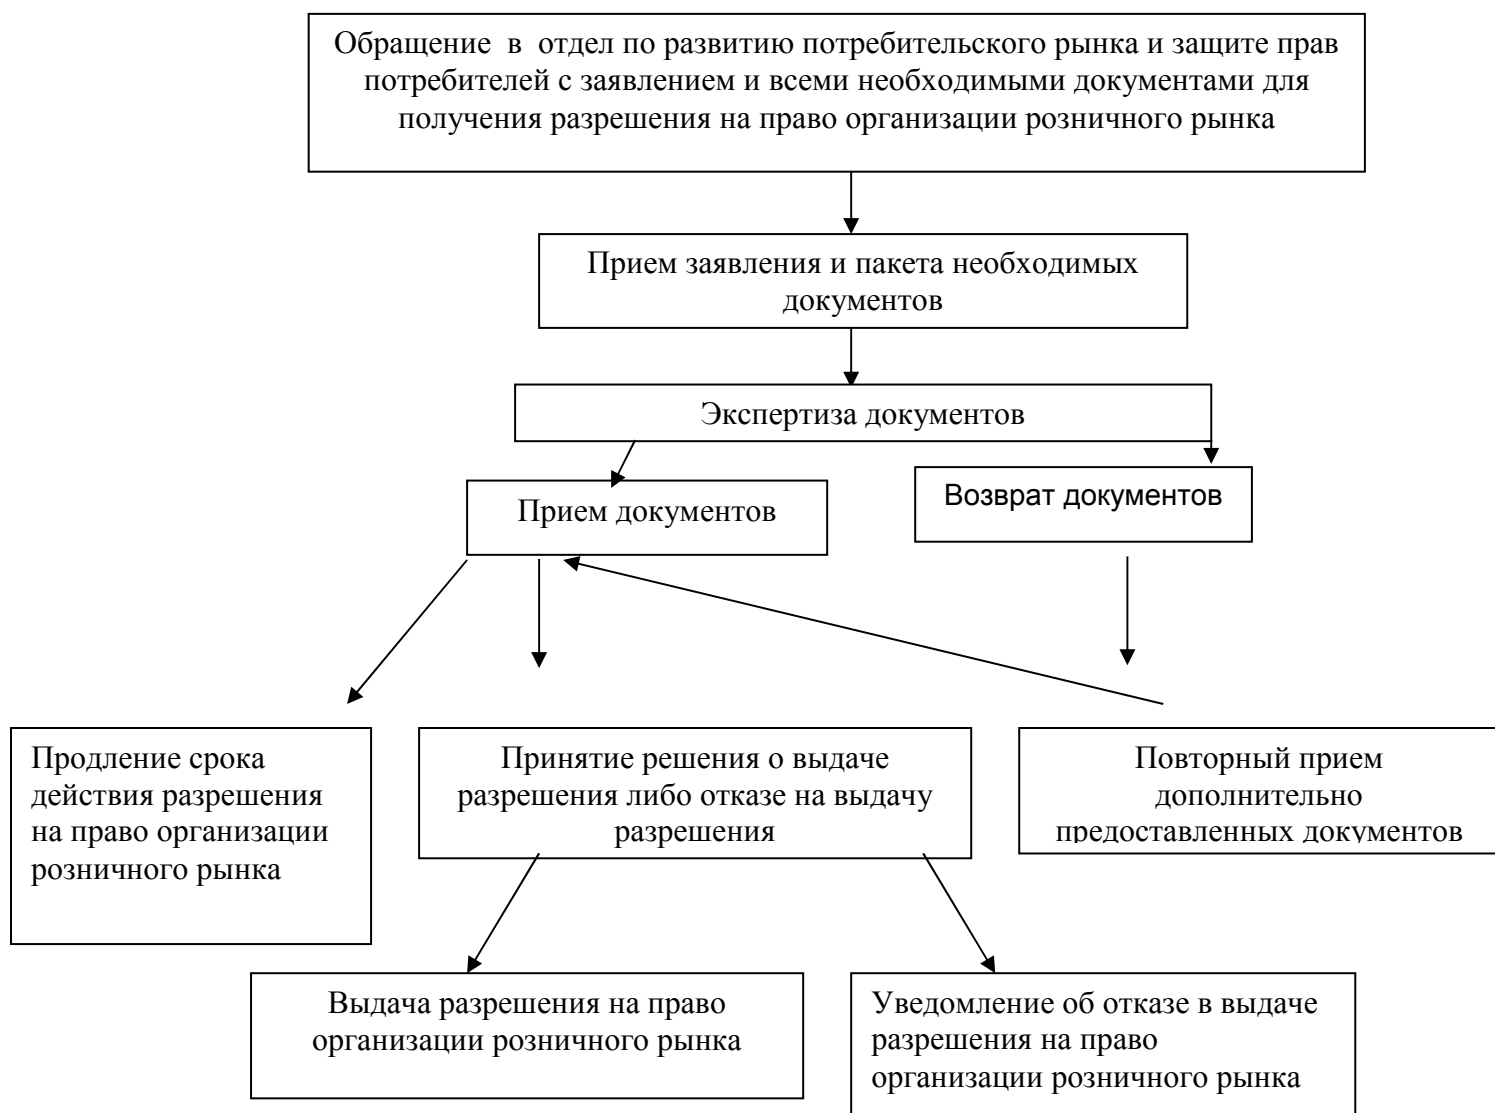 Обращение в отдел по развитию потребительского рынка и защите прав
потребителей с заявлением и всеми необходимыми документами для
получения разрешения на право организации розничного рынка
Прием заявления и пакета необходимых
документов
Экспертиза документов
Прием документов
Возврат документов
Продление срока
действия разрешения
на право организации
розничного рынка
Принятие решения о выдаче
разрешения либо отказе на выдачу
разрешения
Повторный прием
дополнительно
предоставленных документов
Выдача разрешения на право
организации розничного рынка
Уведомление об отказе в выдаче
разрешения на право
организации розничного рынка